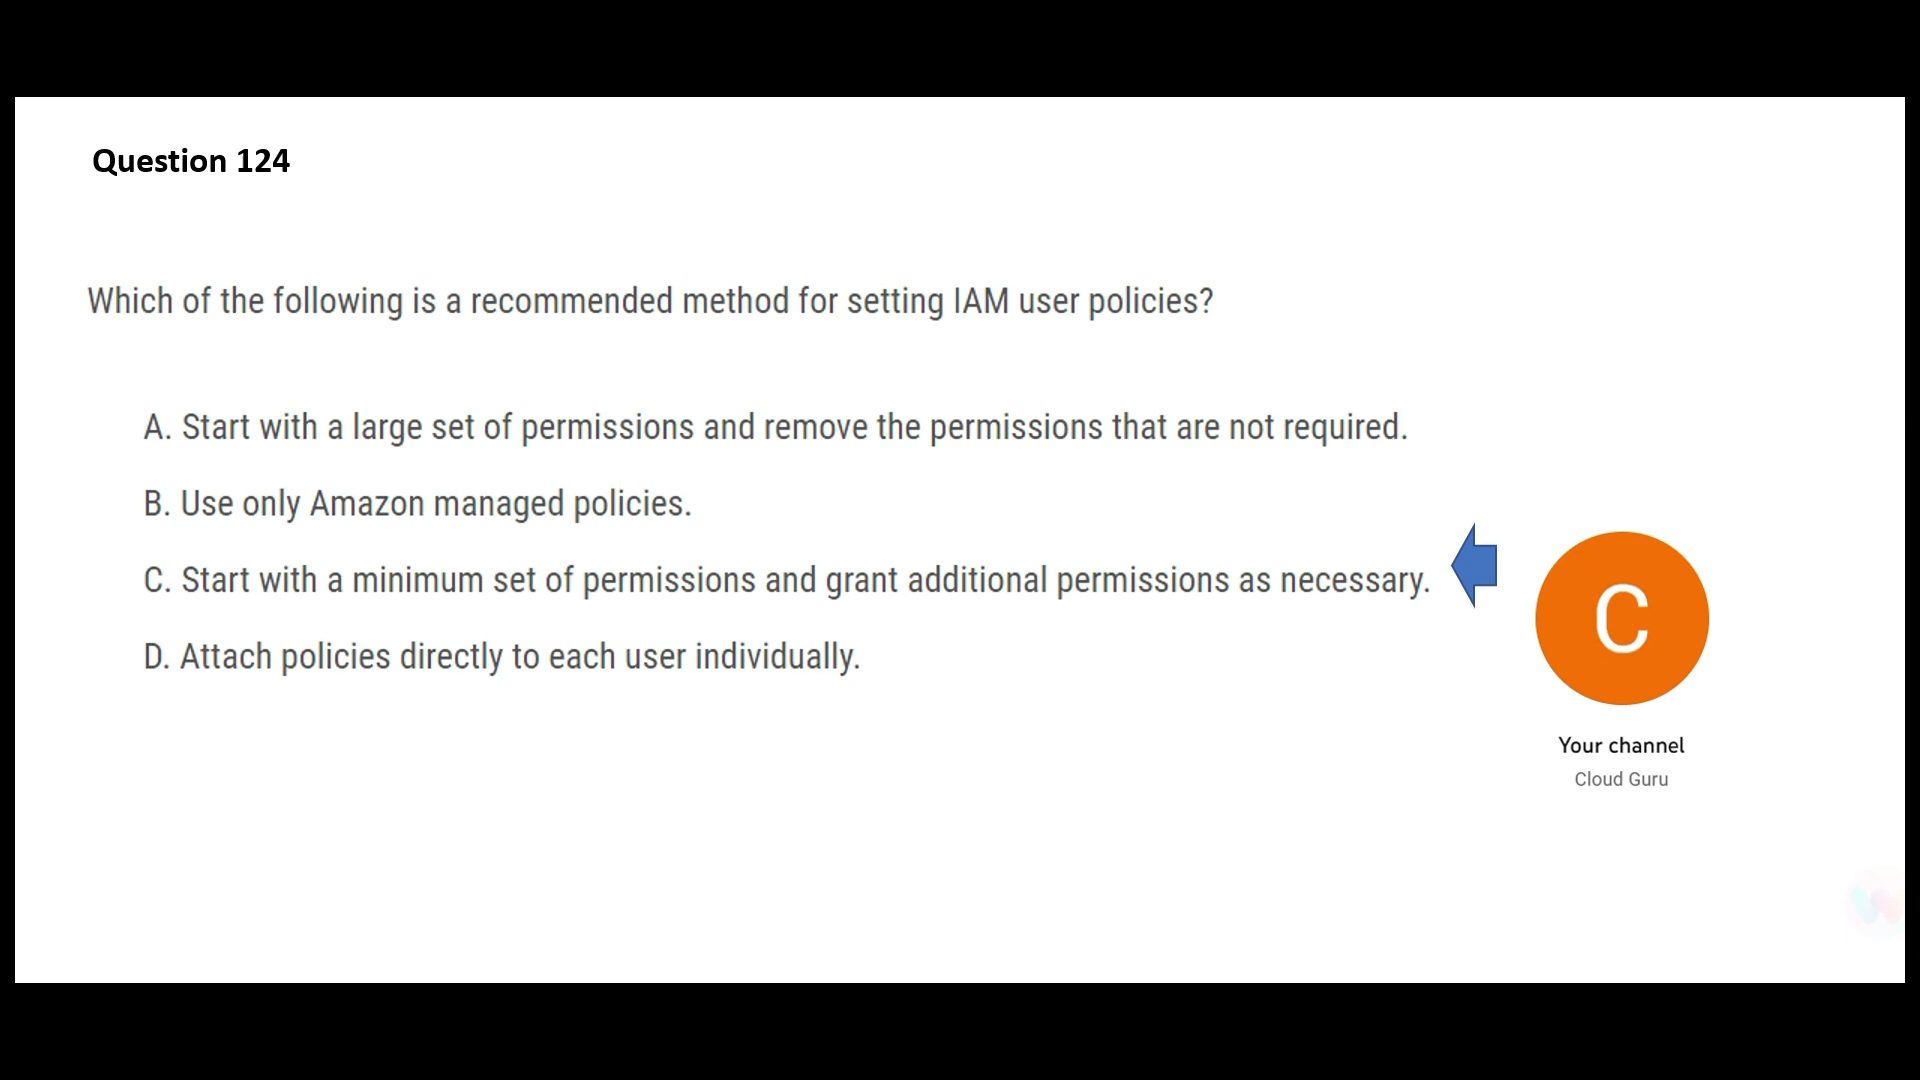 Question 124
Which of the following is a recommended method for setting IAM user policies?
A. Start with a large set of permissions and remove the permissions that are not required.
B. Use only Amazon managed policies.
C. Start with a minimum set of permissions and grant additional permissions as necessary.
D. Attach policies directly to each user individually.
C
Your channel
Cloud Guru